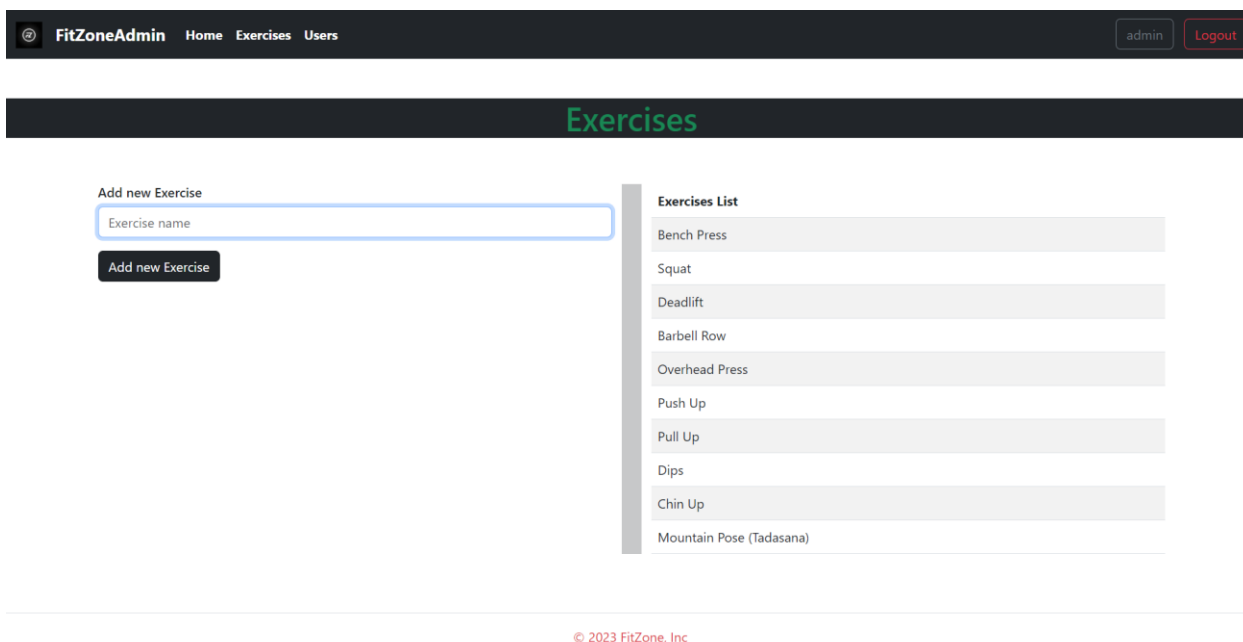 FitZoneAdmin Home Exercises Users admin Logout
Exercises
Add new Exercise
Exercise name
Add new Exercise
Exercises List
Bench Press
Squat
Deadlift
Barbell Row
Overhead Press
Push Up
Pull Up
Dips
Chin Up
Mountain Pose (Tadasana)
© 2023 FitZone, Inc